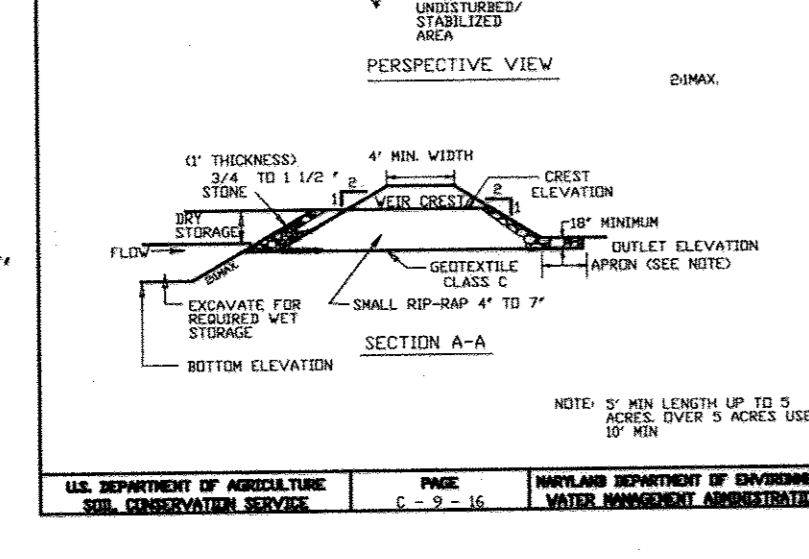 UNDISTURBED/
STABILIZED
AREA
PERSPECTIVE VIEW
2:1MAX.
(1' THICKNESS)
3/4 TO 1 1/2 "
STONE
4' MIN. WIDTH
2
1
WEIR CREST
2
1
CREST
ELEVATION
DRY
STORAGE
FLOW
18" MINIMUM
OUTLET ELEVATION
APRON (SEE NOTE)
2:1MAX
GEOTEXTILE
CLASS C
EXCAVATE FOR
REQUIRED WET
STORAGE
SMALL RIP-RAP 4" TO 7"
SECTION A-A
BOTTOM ELEVATION
NOTE: 5' MIN LENGTH UP TO 5
ACRES. OVER 5 ACRES USE
10' MIN
U.S. DEPARTMENT OF AGRICULTURE
SOIL CONSERVATION SERVICE
PAGE
C - 9 - 16
MARYLAND DEPARTMENT OF
WATER MANAGEMENT